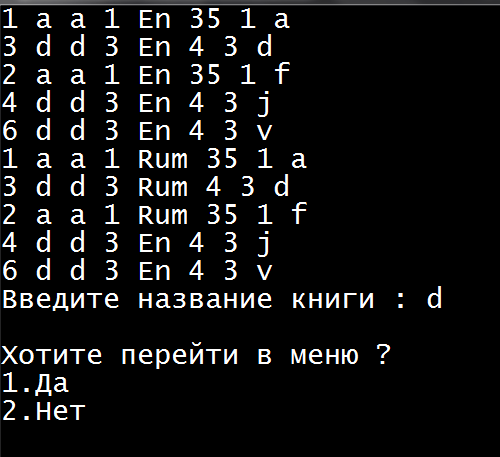 1 a a 1 En 35 1 a
3 d d 3 En 4 3 d
2 a a 1 En 35 1 f
4 d d 3 En 4 3 j
6 d d 3 En 4 3 v
1 a a 1 Rum 35 1 a
3 d d 3 Rum 4 3 d
2 a a 1 Rum 35 1 f
4 d d 3 En 4 3 j
6 d d 3 En 4 3 v
Введите название книги : d
Хотите перейти в меню ?
1.Да
2.Нет